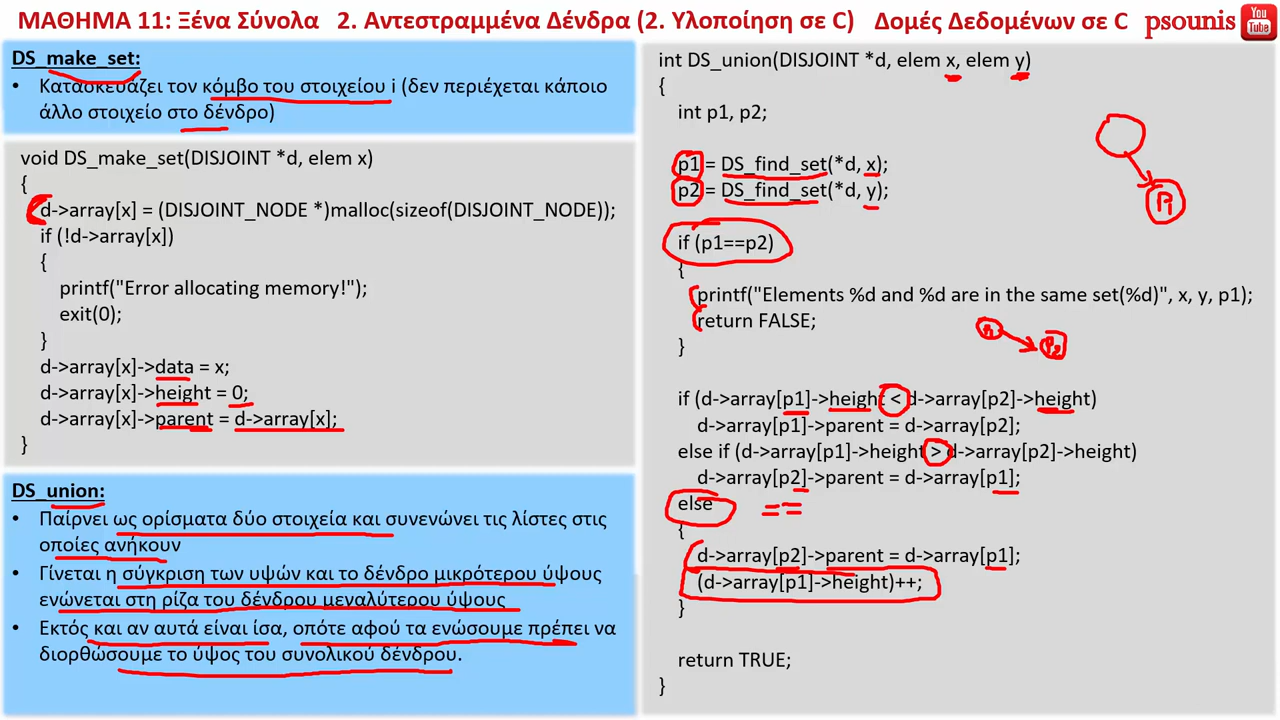 ΜΑΘΗΜΑ 11: Ξένα Σύνολα 2. Αντεστραμμένα Δένδρα (2. Υλοποίηση σε C) Δομές Δεδομένων σε C psounis You Tube
DS_make_set:
• Κατασκευάζει τον κόμβο του στοιχείου i (δεν περιέχεται κάποιο
άλλο στοιχείο στο δένδρο)
void DS_make_set(DISJOINT *d, elem x)
{
d->array[x] = (DISJOINT_NODE *)malloc(sizeof(DISJOINT_NODE));
if (!d->array[x])
{
printf("Error allocating memory!");
exit(0);
}
d->array[x]->data = x;
d->array[x]->height = 0;
d->array[x]->parent = d->array[x];
}
DS_union:
• Παίρνει ως ορίσματα δύο στοιχεία και συνενώνει τις λίστες στις
οποίες ανήκουν
• Γίνεται η σύγκριση των υψών και το δένδρο μικρότερου ύψους
ενώνεται στη ρίζα του δένδρου μεγαλύτερου ύψους
• Εκτός και αν αυτά είναι ίσα, οπότε αφού τα ενώσουμε πρέπει να
διορθώσουμε το ύψος του συνολικού δένδρου.
int DS_union(DISJOINT *d, elem x, elem y)
{
int p1, p2;
p1 = DS_find_set(*d, x);
p2 = DS_find_set(*d, y);
P1
if (p1==p2)
{
printf("Elements %d and %d are in the same set(%d)", x, y, p1);
return FALSE;
}
P1 P2
if (d->array[p1]->height < d->array[p2]->height)
d->array[p1]->parent = d->array[p2];
else if (d->array[p1]->height > d->array[p2]->height)
d->array[p2]->parent = d->array[p1];
else ==
{
d->array[p2]->parent = d->array[p1];
(d->array[p1]->height)++;
}
return TRUE;
}